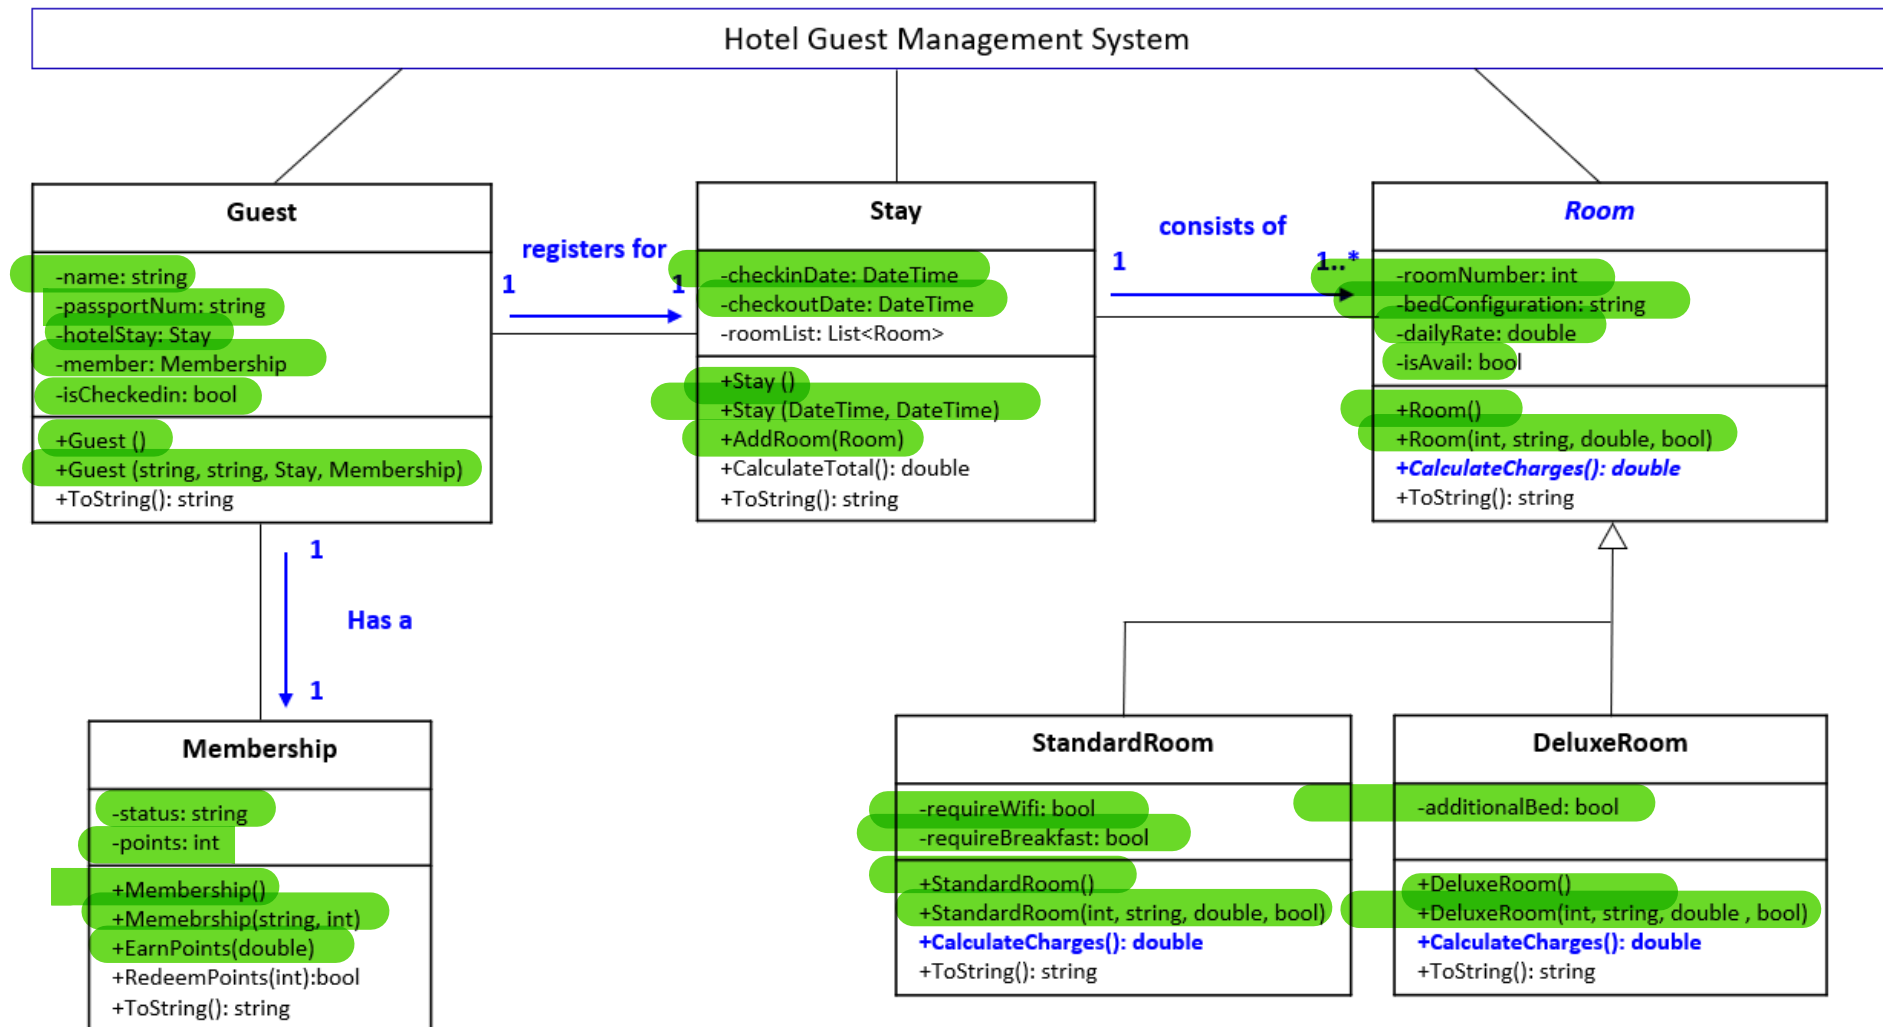 Hotel Guest Management System
Guest
-name: string
-passportNum: string
-hotelStay: Stay
-member: Membership
-isCheckedin: bool
+Guest ()
+Guest (string, string, Stay, Membership)
+ToString(): string
registers for
1
1
Stay
-checkinDate: DateTime
-checkoutDate: DateTime
-roomList: List<Room>
+Stay ()
+Stay (DateTime, DateTime)
+AddRoom(Room)
+CalculateTotal(): double
+ToString(): string
consists of
1
1..*
Room
-roomNumber: int
-bedConfiguration: string
-dailyRate: double
-isAvail: bool
+Room()
+Room(int, string, double, bool)
+CalculateCharges(): double
+ToString(): string
1
Has a
1
Membership
-status: string
-points: int
+Membership()
+Memebrship(string, int)
+EarnPoints(double)
+RedeemPoints(int):bool
+ToString(): string
StandardRoom
-requireWifi: bool
-requireBreakfast: bool
+StandardRoom()
+StandardRoom(int, string, double, bool)
+CalculateCharges(): double
+ToString(): string
DeluxeRoom
-additionalBed: bool
+DeluxeRoom()
+DeluxeRoom(int, string, double , bool)
+CalculateCharges(): double
+ToString(): string